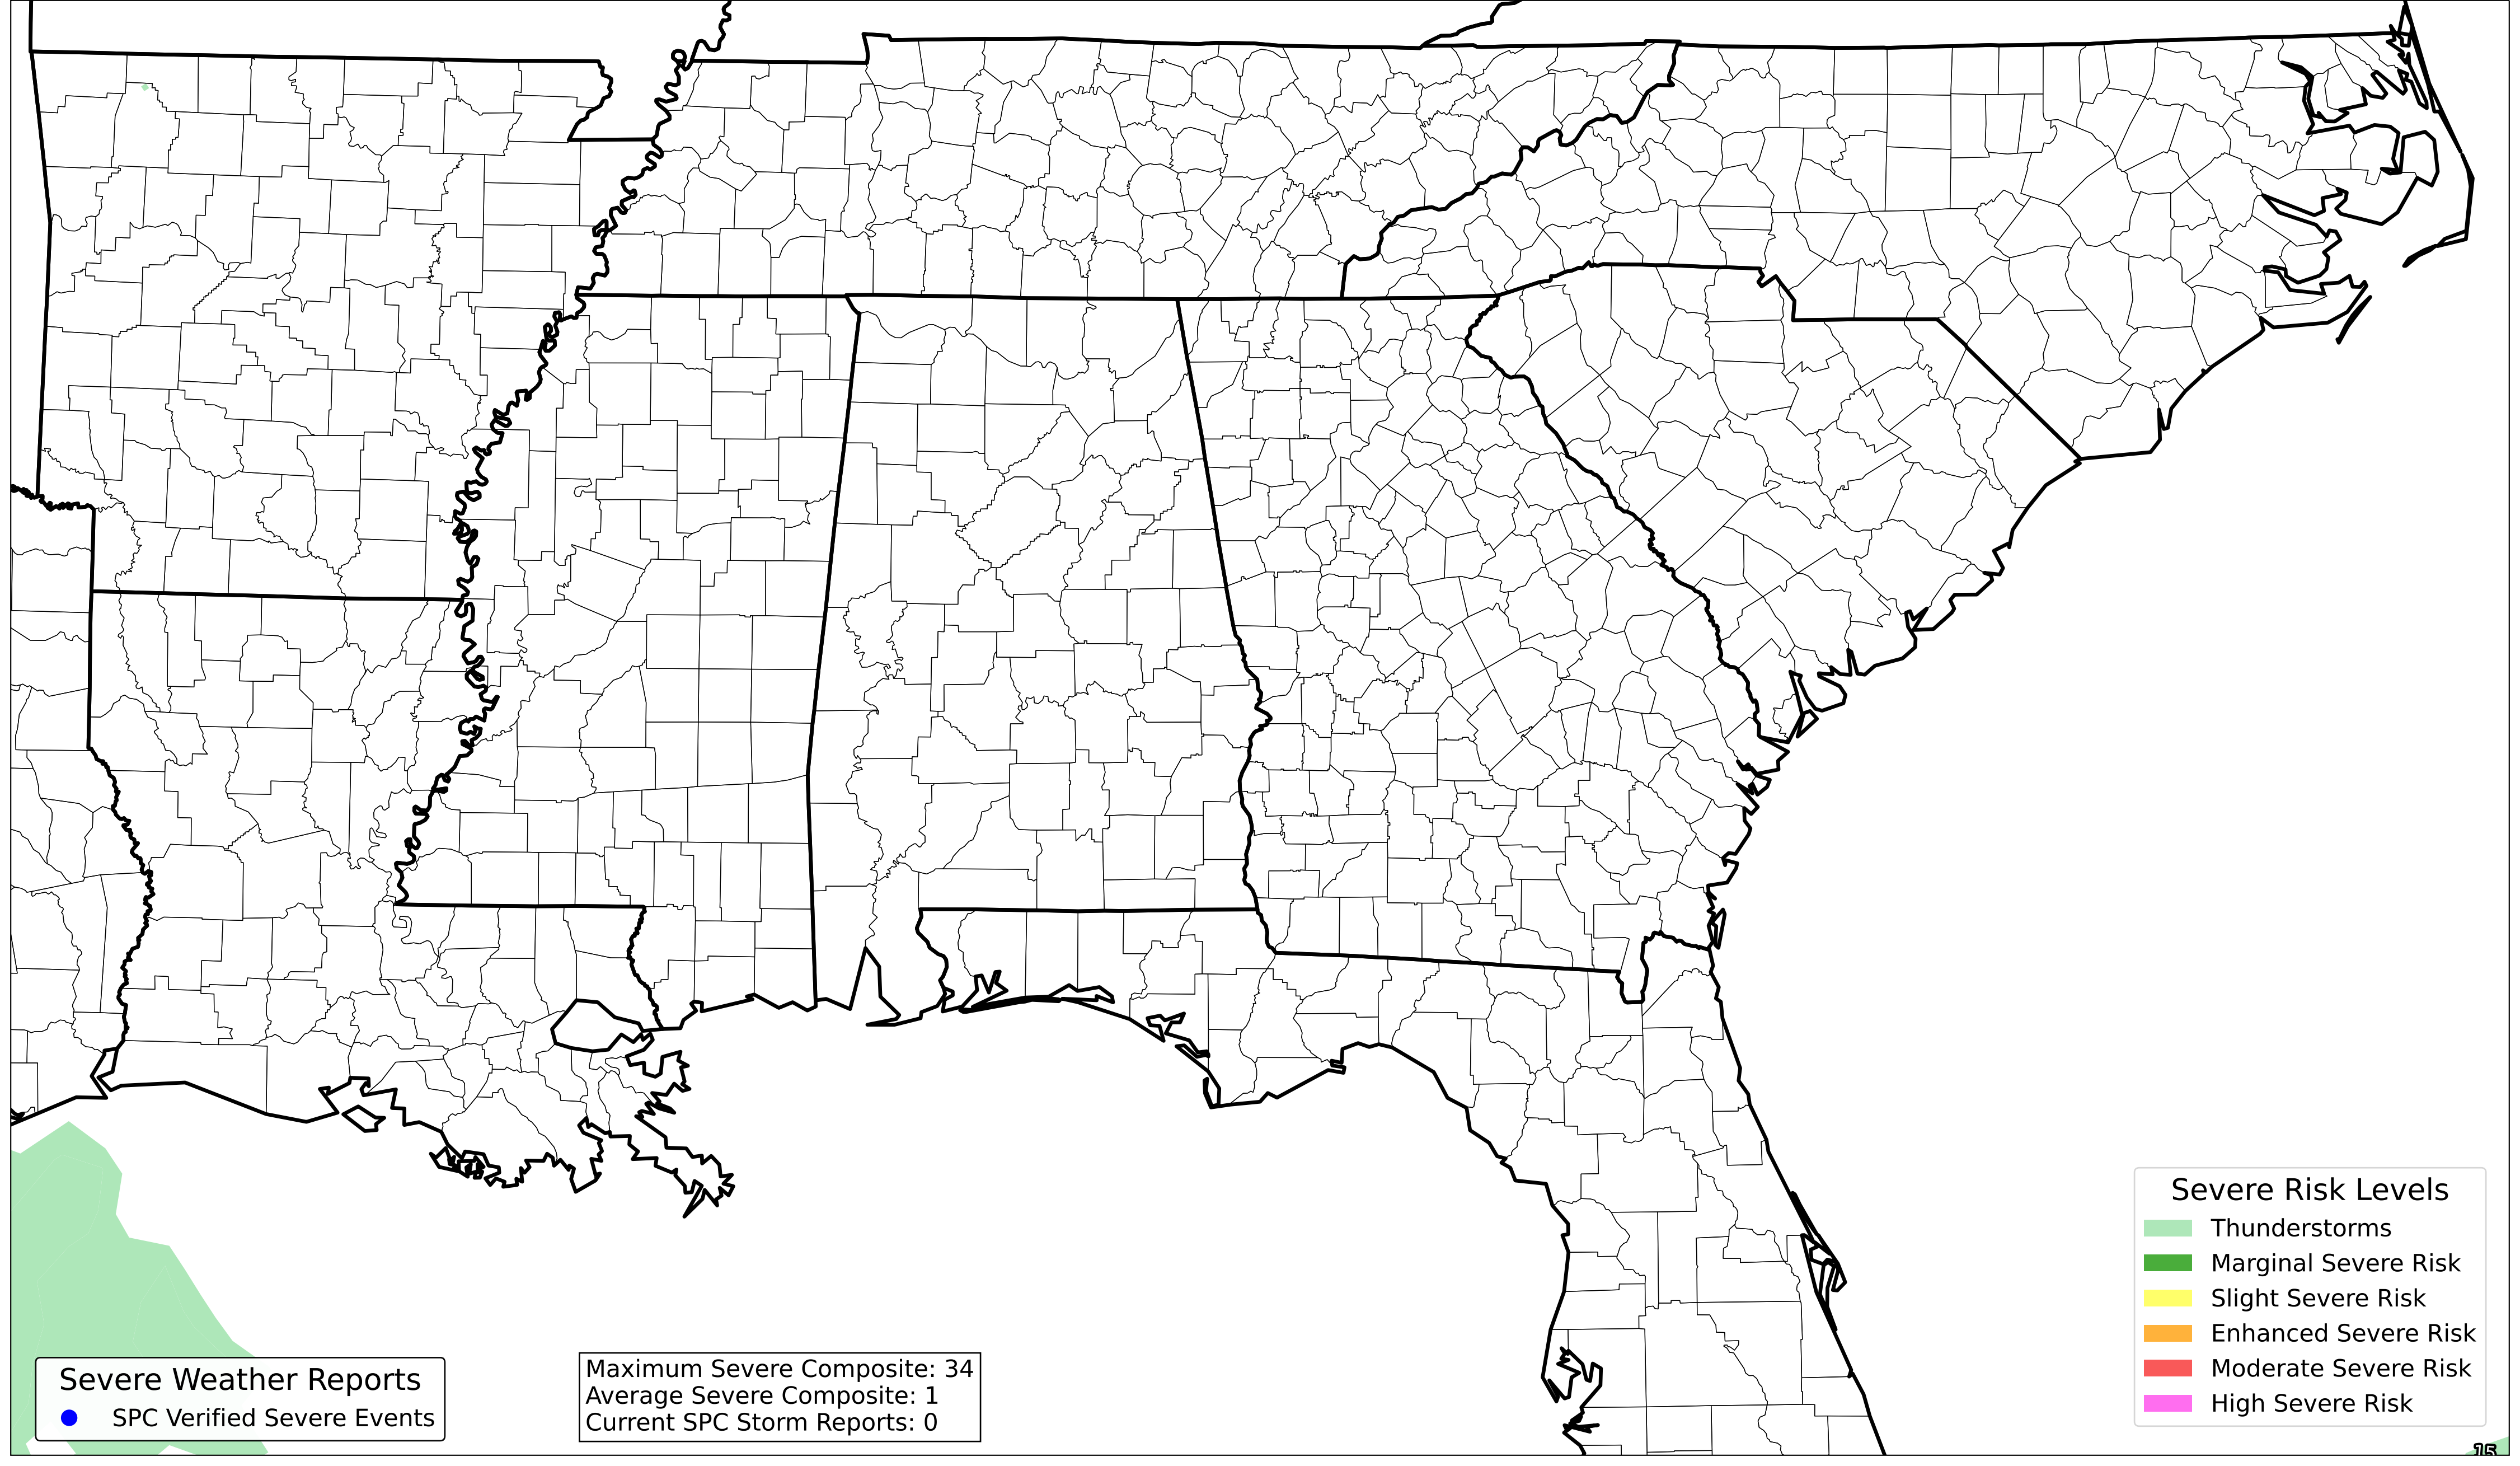 Severe Weather Reports
SPC Verified Severe Events
Maximum Severe Composite: 34
Average Severe Composite: 1
Current SPC Storm Reports: 0
Severe Risk Levels
Thunderstorms
Marginal Severe Risk
Slight Severe Risk
Enhanced Severe Risk
Moderate Severe Risk
High Severe Risk
15